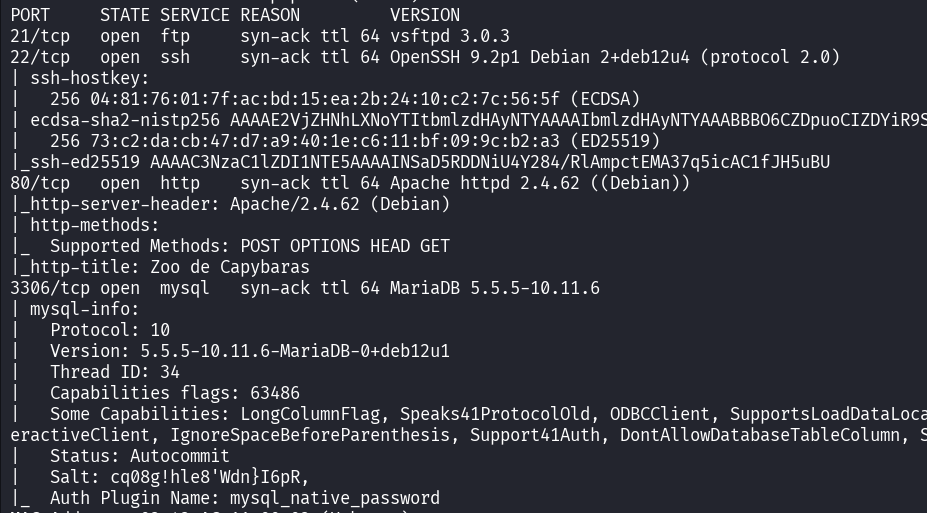 PORT     STATE SERVICE REASON         VERSION
21/tcp   open  ftp     syn-ack ttl 64 vsftpd 3.0.3
22/tcp   open  ssh     syn-ack ttl 64 OpenSSH 9.2p1 Debian 2+deb12u4 (protocol 2.0)
| ssh-hostkey:
|   256 04:81:76:01:7f:ac:bd:15:ea:2b:24:10:c2:7c:56:5f (ECDSA)
| ecdsa-sha2-nistp256 AAAAE2VjZHNhLXNoYTItbmlzdHAyNTYAAAAIbmlzdHAyNTYAAABBBO6CZDpuoCIZDYiR9S
|   256 73:c2:da:cb:47:d7:a9:40:1e:c6:11:bf:09:9c:b2:a3 (ED25519)
|_ssh-ed25519 AAAAC3NzaC1lZDI1NTE5AAAAINSaD5RDDNiU4Y284/RlAmpctEMA37q5icAC1fJH5uBU
80/tcp   open  http    syn-ack ttl 64 Apache httpd 2.4.62 ((Debian))
|_http-server-header: Apache/2.4.62 (Debian)
| http-methods:
|_  Supported Methods: POST OPTIONS HEAD GET
|_http-title: Zoo de Capybaras
3306/tcp open  mysql   syn-ack ttl 64 MariaDB 5.5.5-10.11.6
| mysql-info:
|   Protocol: 10
|   Version: 5.5.5-10.11.6-MariaDB-0+deb12u1
|   Thread ID: 34
|   Capabilities flags: 63486
|   Some Capabilities: LongColumnFlag, Speaks41ProtocolOld, ODBCClient, SupportsLoadDataLoca
eractiveClient, IgnoreSpaceBeforeParenthesis, Support41Auth, DontAllowDatabaseTableColumn, S
|   Status: Autocommit
|   Salt: cq08g!hle8'Wdn}I6pR,
|_  Auth Plugin Name: mysql_native_password